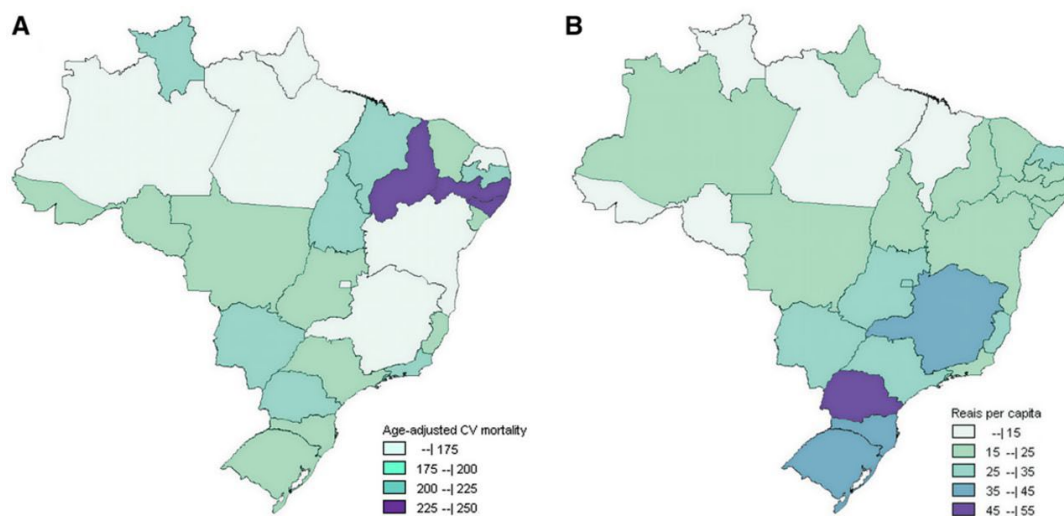 A
B
Age-adjusted CV mortality
--| 175
175 --| 200
200 --| 225
225 --| 250
Reais per capita
--| 15
15 --| 25
25 --| 35
35 --| 45
45 --| 55